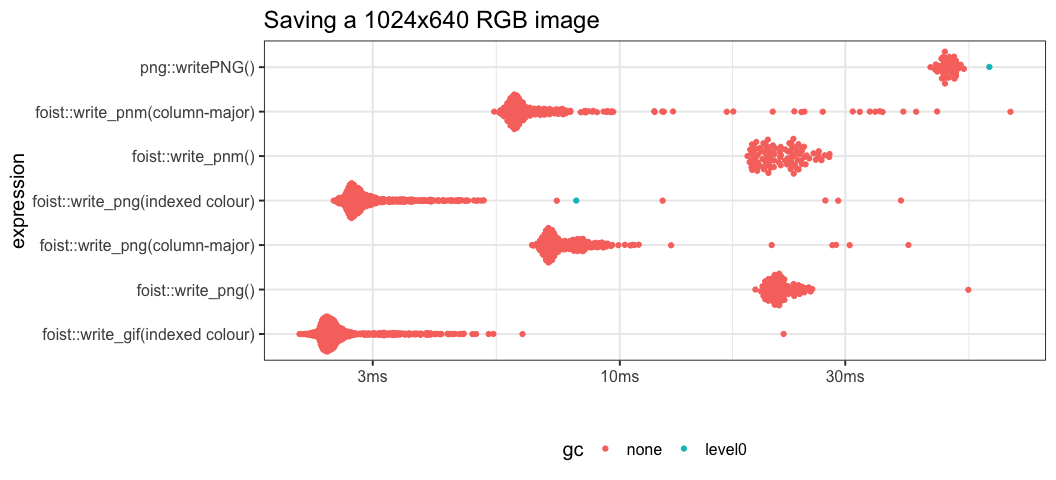 Saving a 1024x640 RGB image
expression
png::writePNG()
foist::write_pnm(column-major)
foist::write_pnm()
foist::write_png(indexed colour)
foist::write_png(column-major)
foist::write_png()
foist::write_gif(indexed colour)
3ms 10ms 30ms
gc none level0